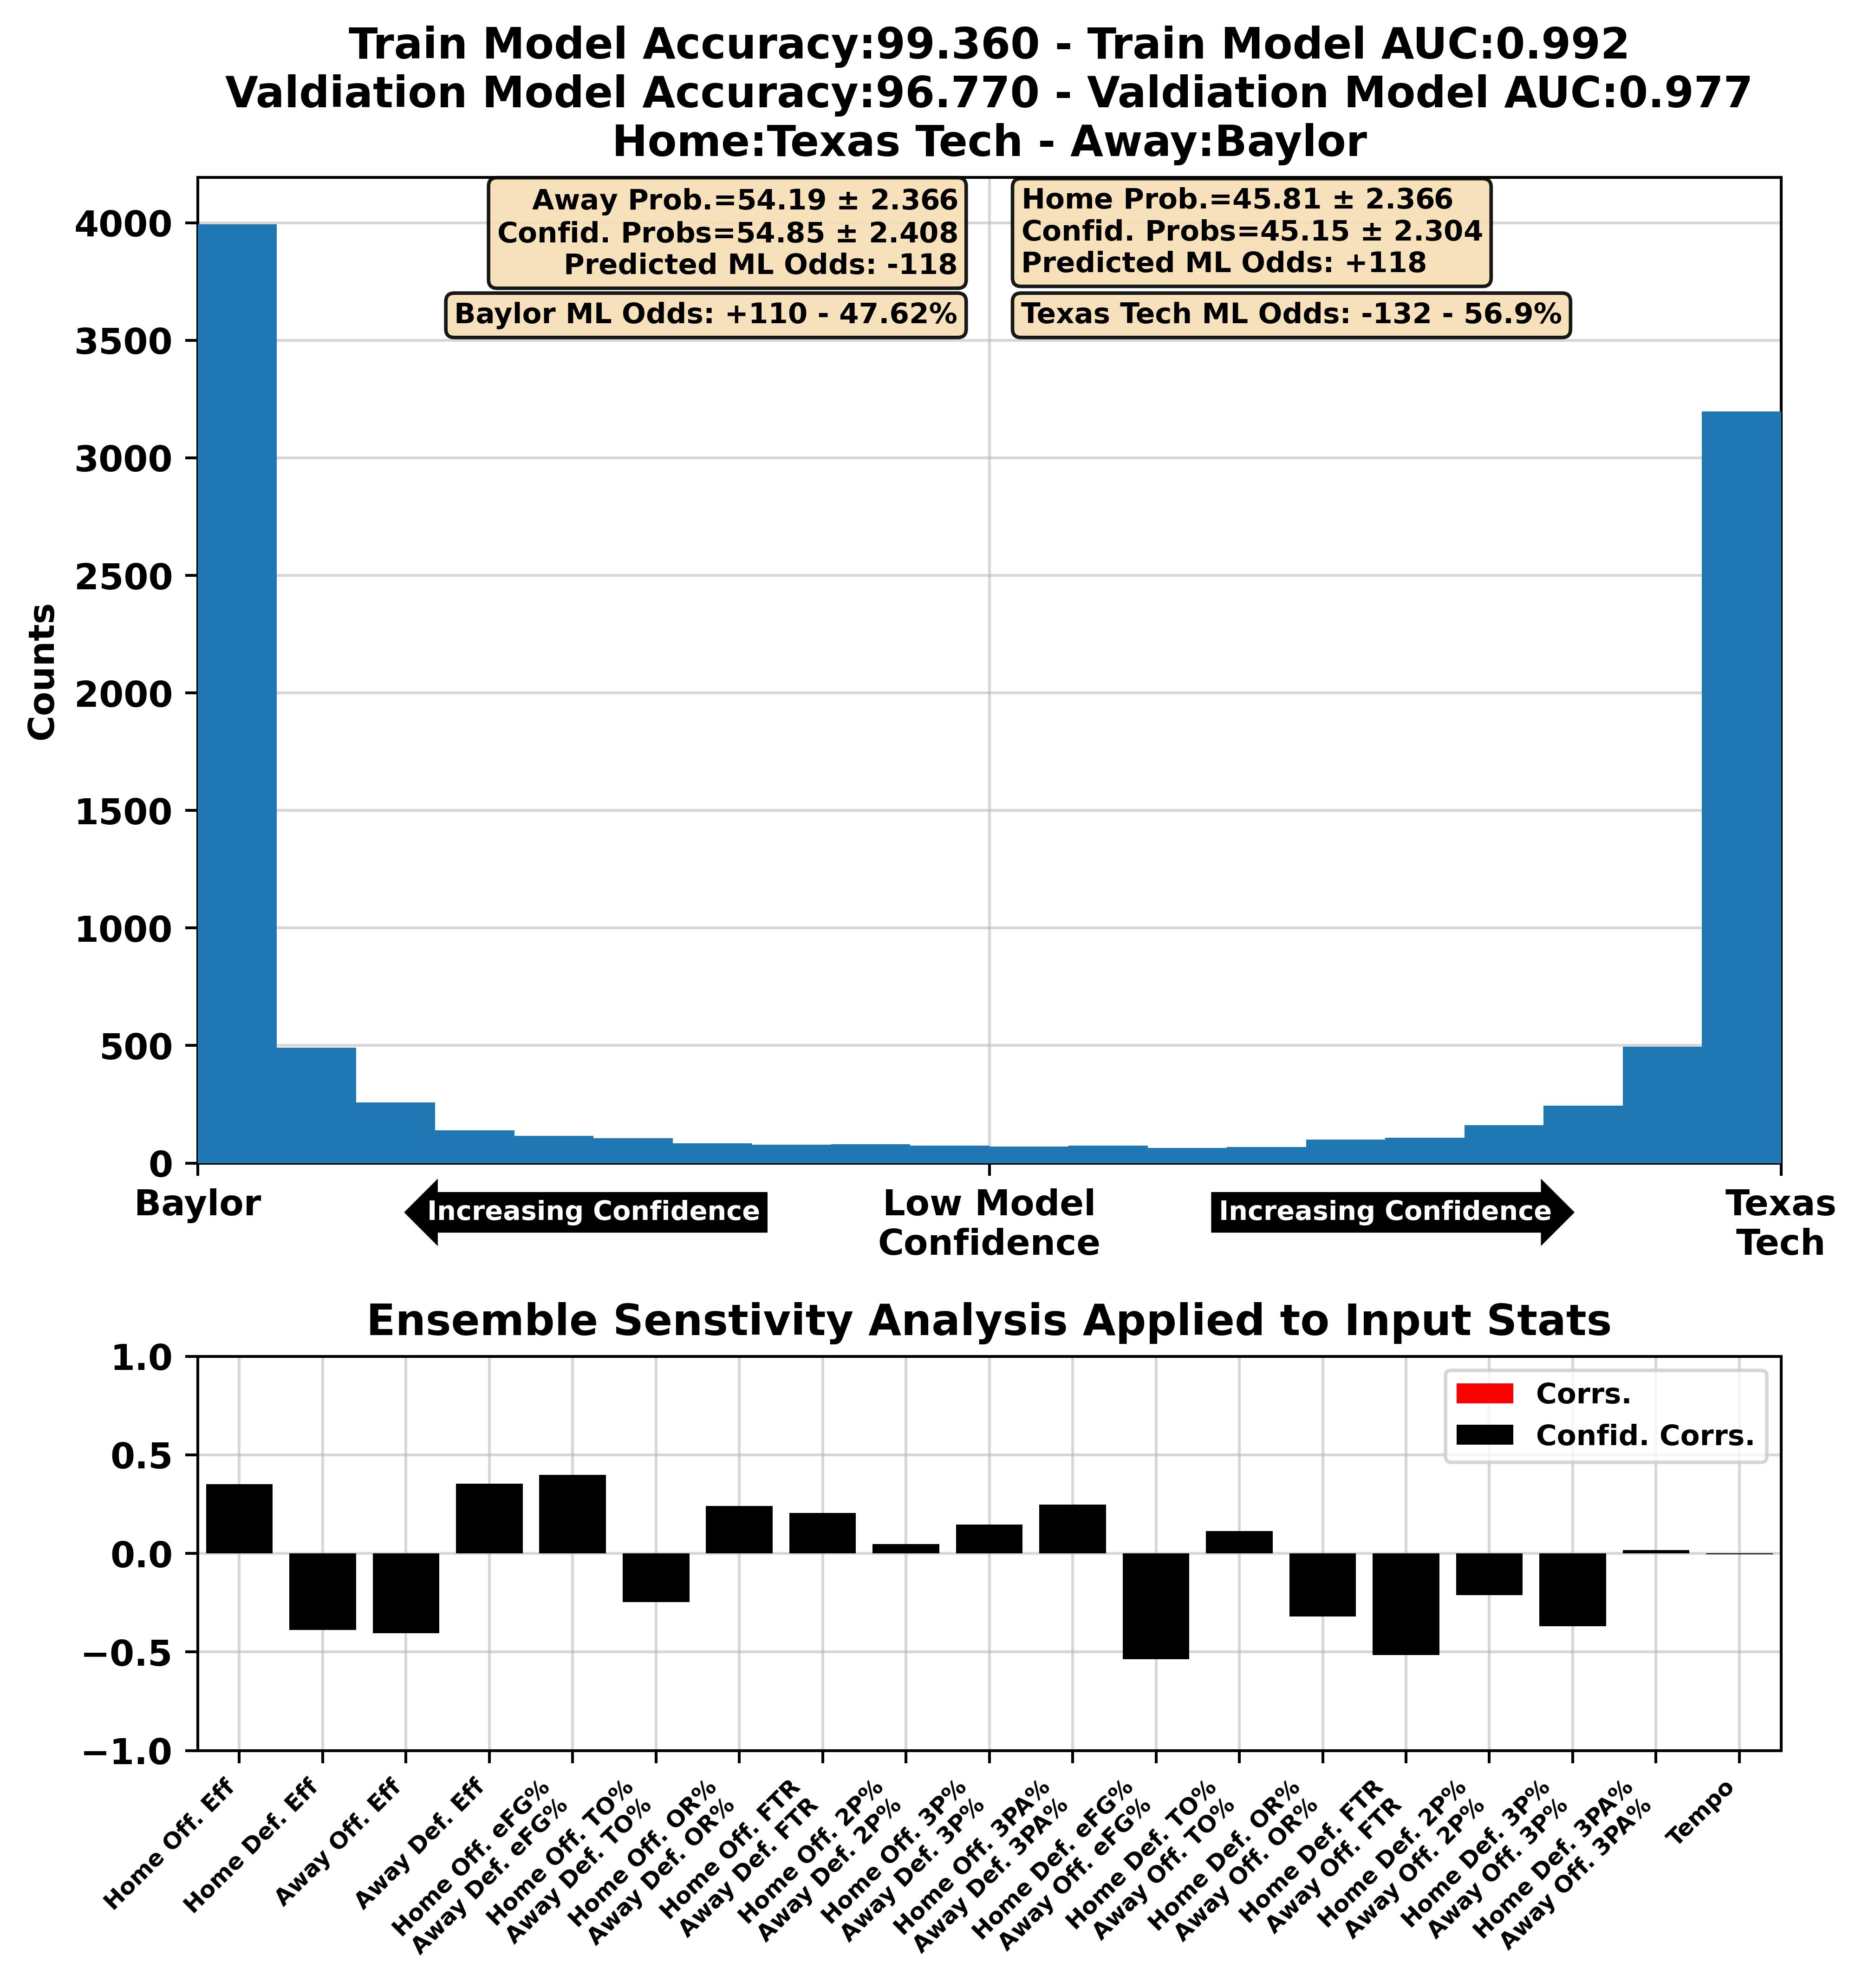 Train Model Accuracy:99.360 - Train Model AUC:0.992
Valdiation Model Accuracy:96.770 - Valdiation Model AUC:0.977
Home:Texas Tech - Away:Baylor
Away Prob.=54.19 ± 2.366
Confid. Probs=54.85 ± 2.408
Predicted ML Odds: -118
Baylor ML Odds: +110 - 47.62%
Home Prob.=45.81 ± 2.366
Confid. Probs=45.15 ± 2.304
Predicted ML Odds: +118
Texas Tech ML Odds: -132 - 56.9%
Counts
4000
3500
3000
2500
2000
1500
1000
500
0
Baylor
Increasing Confidence
Low Model
Confidence
Increasing Confidence
Texas
Tech
Ensemble Senstivity Analysis Applied to Input Stats
1.0
0.5
0.0
−0.5
−1.0
Corrs.
Confid. Corrs.
Home Off. Eff
Home Def. Eff
Away Off. Eff
Away Def. Eff
Home Off. eFG%
Away Def. eFG%
Home Off. TO%
Away Def. TO%
Home Off. OR%
Away Def. OR%
Home Off. FTR
Away Def. FTR
Home Off. 2P%
Away Def. 2P%
Home Off. 3P%
Away Def. 3P%
Home Off. 3PA%
Away Def. 3PA%
Home Def. eFG%
Away Off. eFG%
Home Def. TO%
Away Off. TO%
Home Def. OR%
Away Off. OR%
Home Def. FTR
Away Off. FTR
Home Def. 2P%
Away Off. 2P%
Home Def. 3P%
Away Off. 3P%
Home Def. 3PA%
Away Off. 3PA%
Tempo